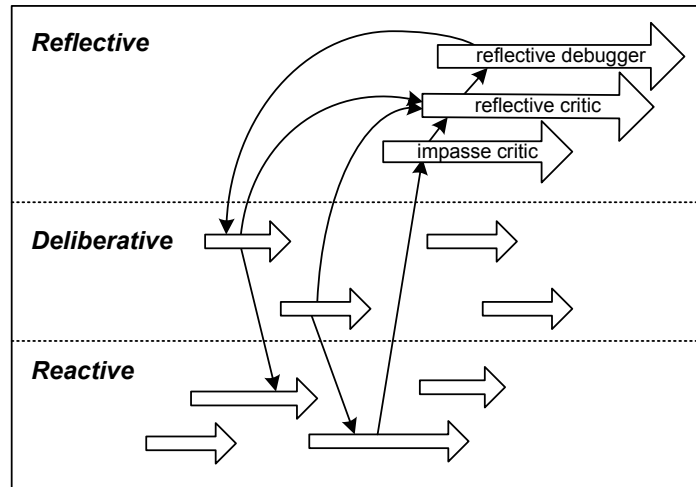 Reflective
reflective debugger
reflective critic
impasse critic
Deliberative
Reactive